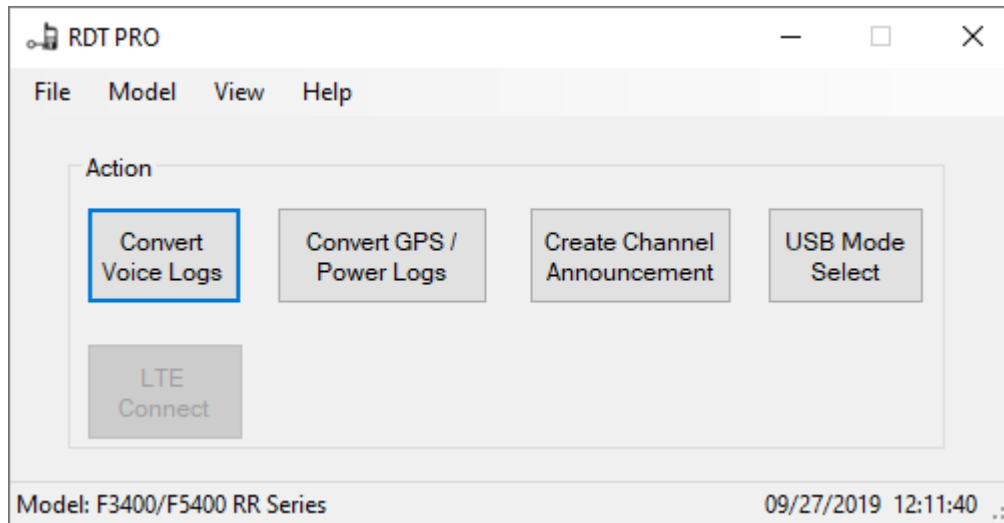 RDT PRO
File Model View Help
Action
Convert
Voice Logs
Convert GPS /
Power Logs
Create Channel
Announcement
USB Mode
Select
LTE
Connect
Model: F3400/F5400 RR Series 09/27/2019 12:11:40